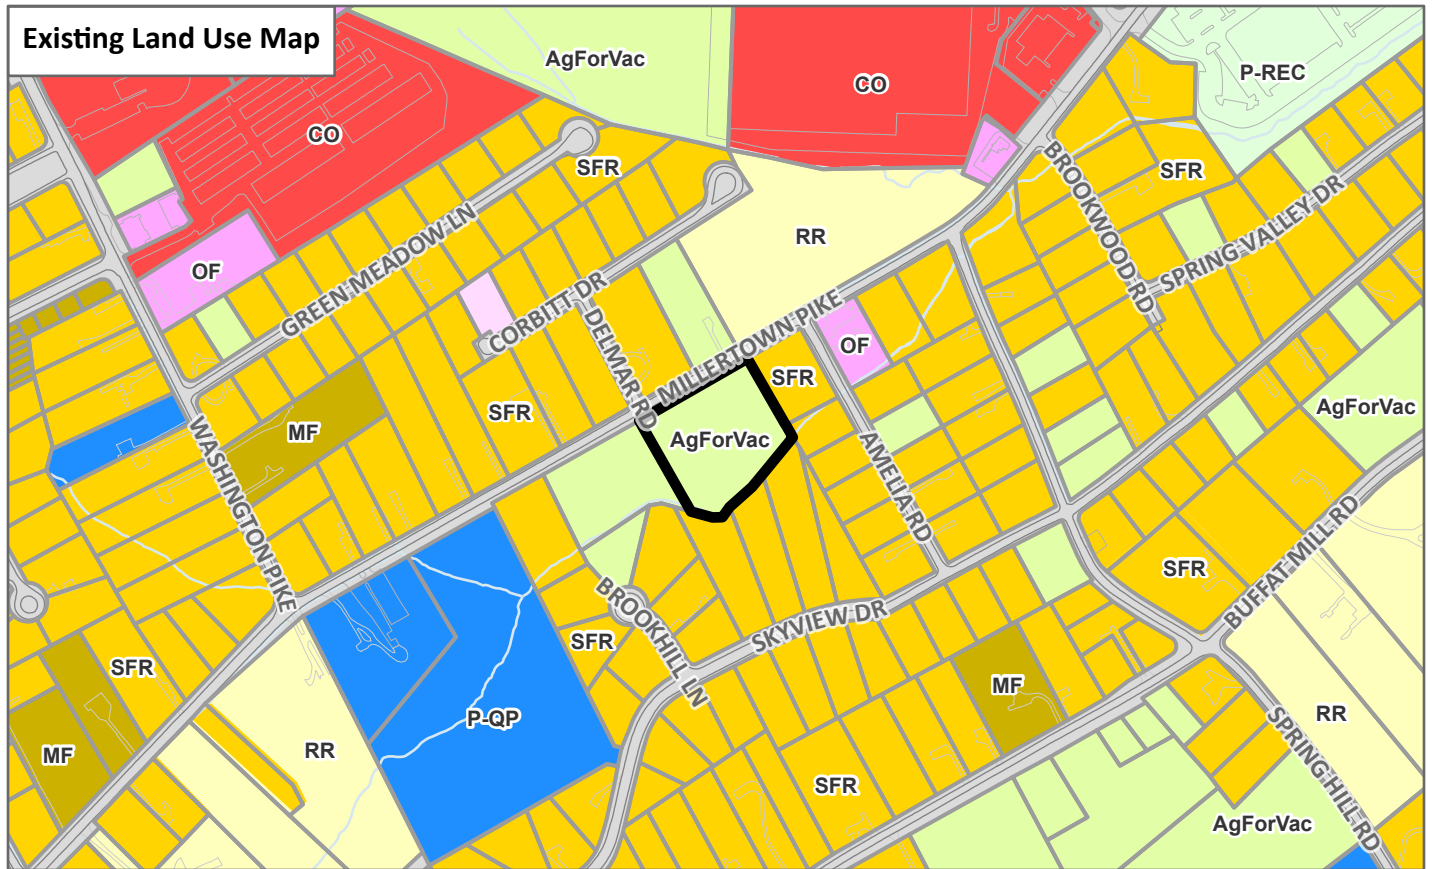 Existing Land Use Map
AgForVac
CO
P-REC
CO
SFR
SFR
BROOKWOOD RD
SPRING VALLEY DR
GREEN MEADOW LN
RR
OF
CORBITT DR
DELMAR RD
MILLERTOWN PIKE
OF
SFR
SFR
MF
AgForVac
AgForVac
WASHINGTON PIKE
AMELIA RD
BUFFAT MILL RD
SFR
BROOKHILL LN
SKYVIEW DR
SFR
SFR
MF
P-QP
RR
RR
SPRING HILL RD
MF
SFR
AgForVac